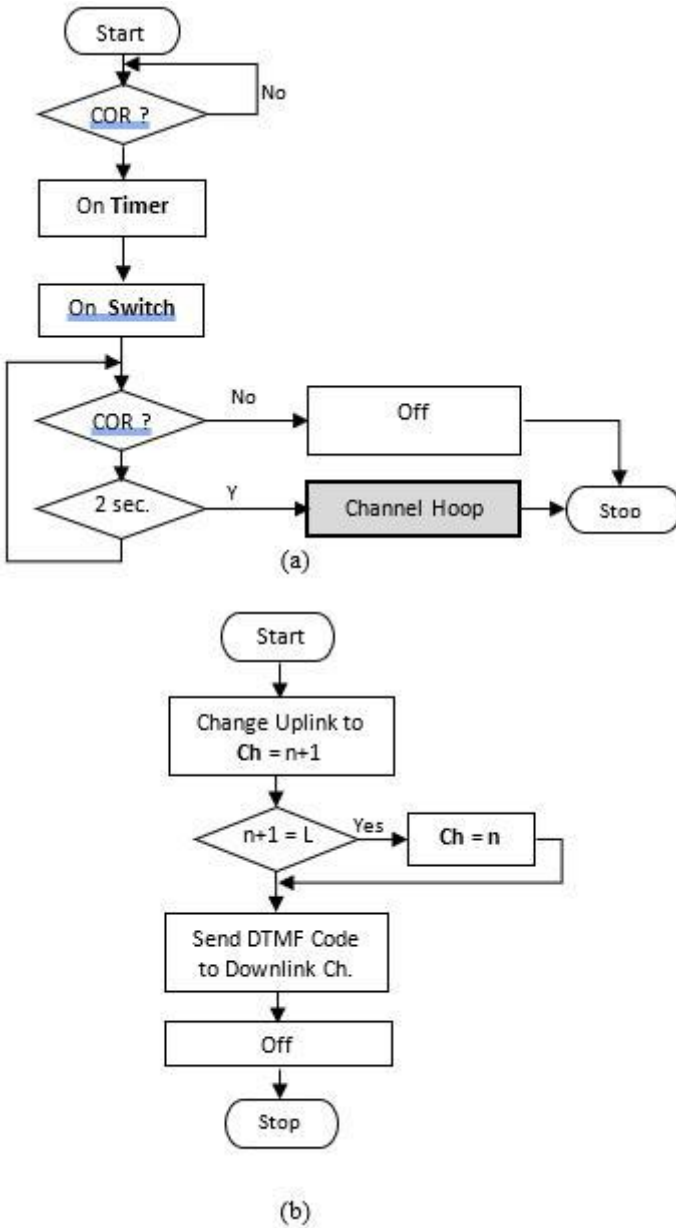 Start
No
COR ?
On Timer
On Switch
No
COR ?
Off
2 sec.
Y
Channel Hoop
Stop
(a)
Start
Change Uplink to
Ch = n+1
n+1 = L
Yes
Ch = n
Send DTMF Code
to Downlink Ch.
Off
Stop
(b)